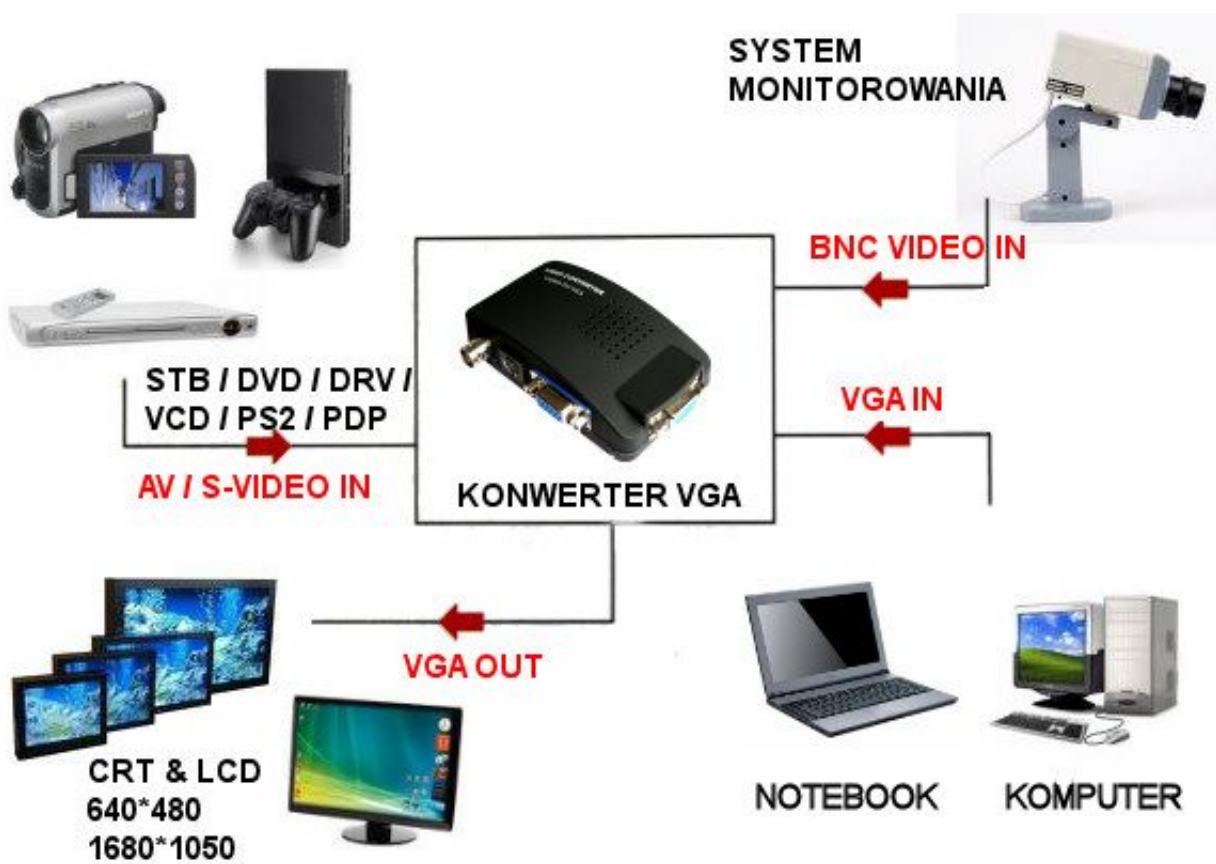 SYSTEM
MONITOROWANIA
BNC VIDEO IN
STB / DVD / DRV /
VCD / PS2 / PDP
AV / S-VIDEO IN
VGA IN
KONWERTER VGA
VGA OUT
CRT & LCD
640*480
1680*1050
NOTEBOOK
KOMPUTER